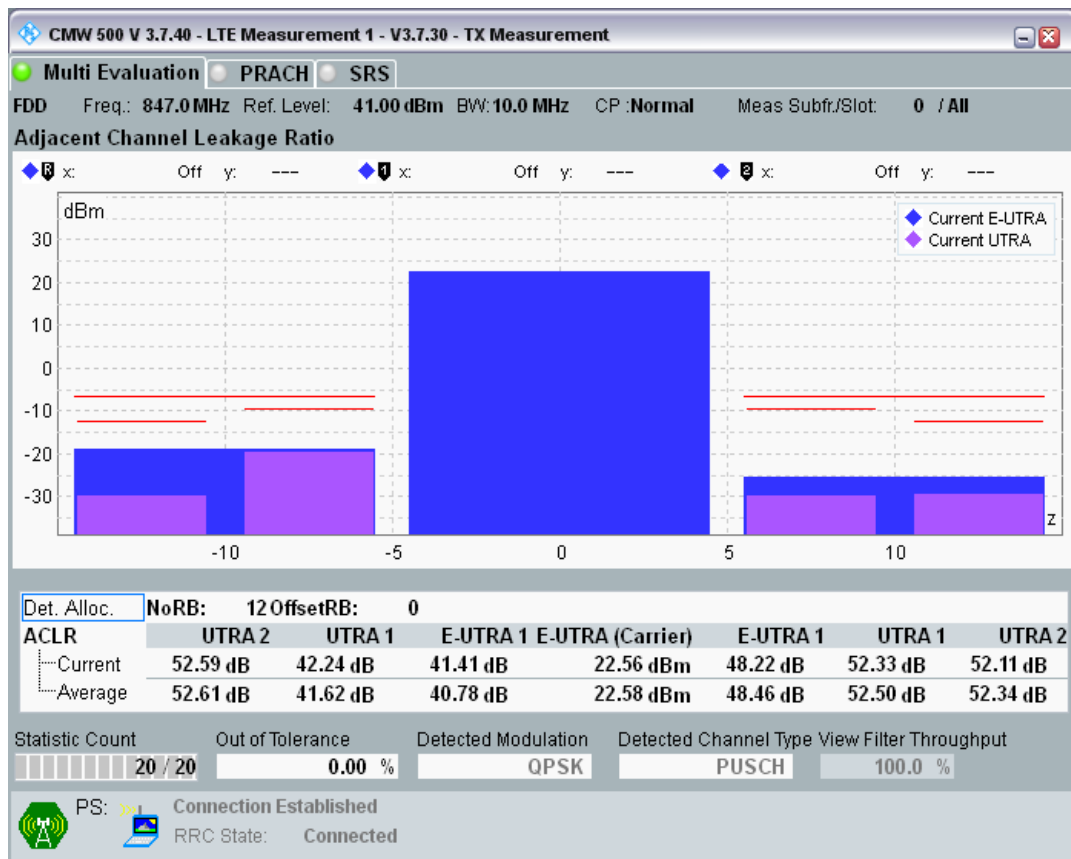 CMW 500 V 3.7.40 - LTE Measurement 1 - V3.7.30 - TX Measurement
Multi Evaluation PRACH SRS
FDD Freq.: 847.0 MHz Ref. Level: 41.00 dBm BW: 10.0 MHz CP :Normal Meas Subfr./Slot: 0 / All
Adjacent Channel Leakage Ratio
R x: Off y: --- 1 x: Off y: --- 2 x: Off y: ---
dBm
Current E-UTRA
Current UTRA
30
20
10
0
-10
-20
-30
z
-10 -5 0 5 10
Det. Alloc. NoRB: 12 OffsetRB: 0
ACLR UTRA 2 UTRA 1 E-UTRA 1 E-UTRA (Carrier) E-UTRA 1 UTRA 1 UTRA 2
Current 52.59 dB 42.24 dB 41.41 dB 22.56 dBm 48.22 dB 52.33 dB 52.11 dB
Average 52.61 dB 41.62 dB 40.78 dB 22.58 dBm 48.46 dB 52.50 dB 52.34 dB
Statistic Count Out of Tolerance Detected Modulation Detected Channel Type View Filter Throughput
20 / 20 0.00 % QPSK PUSCH 100.0 %
PS: Connection Established
RRC State: Connected